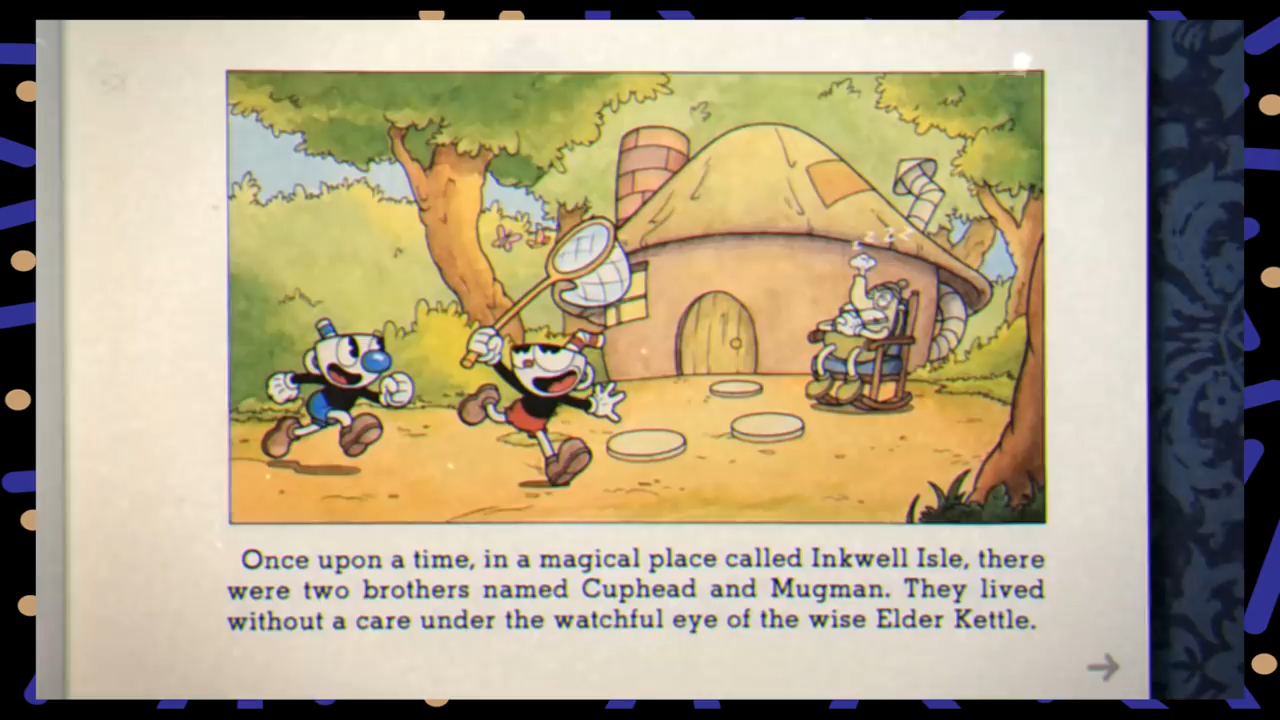 z z z z
Once upon a time, in a magical place called Inkwell Isle, there
were two brothers named Cuphead and Mugman. They lived
without a care under the watchful eye of the wise Elder Kettle.